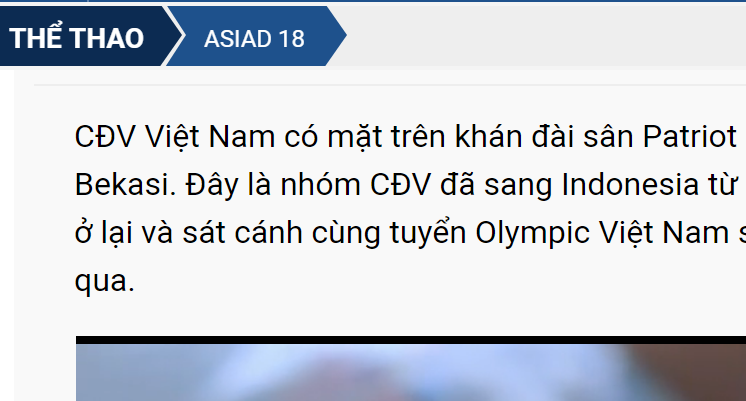 THỂ THAO ASIAD 18
CĐV Việt Nam có mặt trên khán đài sân Patriot
Bekasi. Đây là nhóm CĐV đã sang Indonesia từ
ở lại và sát cánh cùng tuyển Olympic Việt Nam
qua.